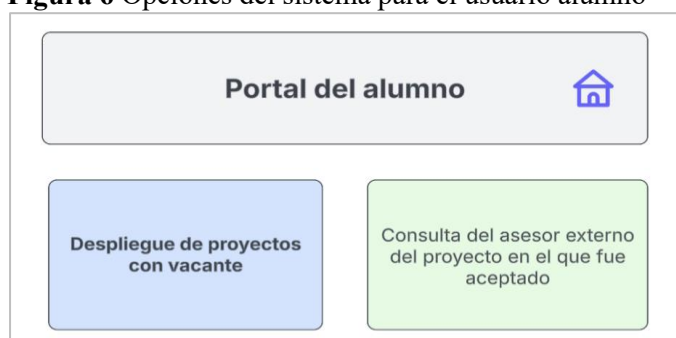 Figura 6 Opciones del sistema para el usuario alumno
Portal del alumno
Despliegue de proyectos
con vacante
Consulta del asesor externo
del proyecto en el que fue
aceptado